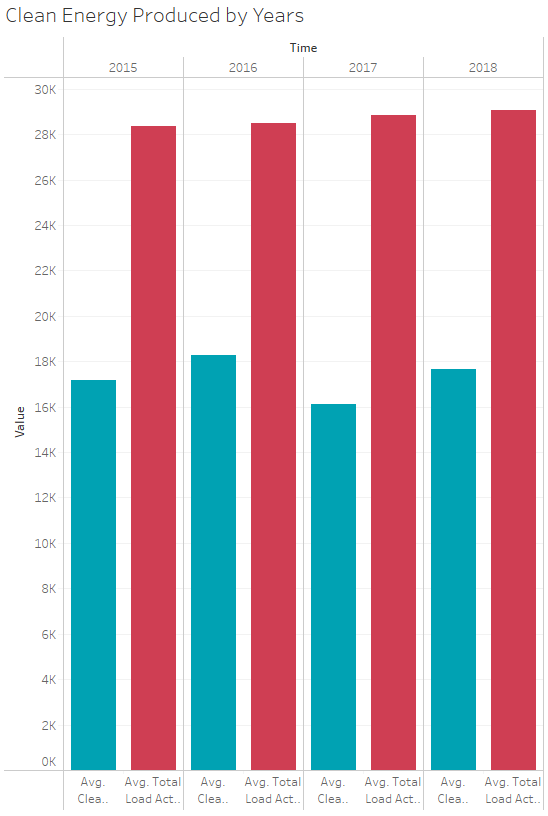 Clean Energy Produced by Years
Time
2015 2016 2017 2018
30K
28K
26K
24K
22K
20K
18K
16K
14K
12K
10K
8K
6K
4K
2K
0K
Value
Avg. Avg. Total Avg. Avg. Total Avg. Avg. Total Avg. Avg. Total
Clea.. Load Act.. Clea.. Load Act.. Clea.. Load Act.. Clea.. Load Act..